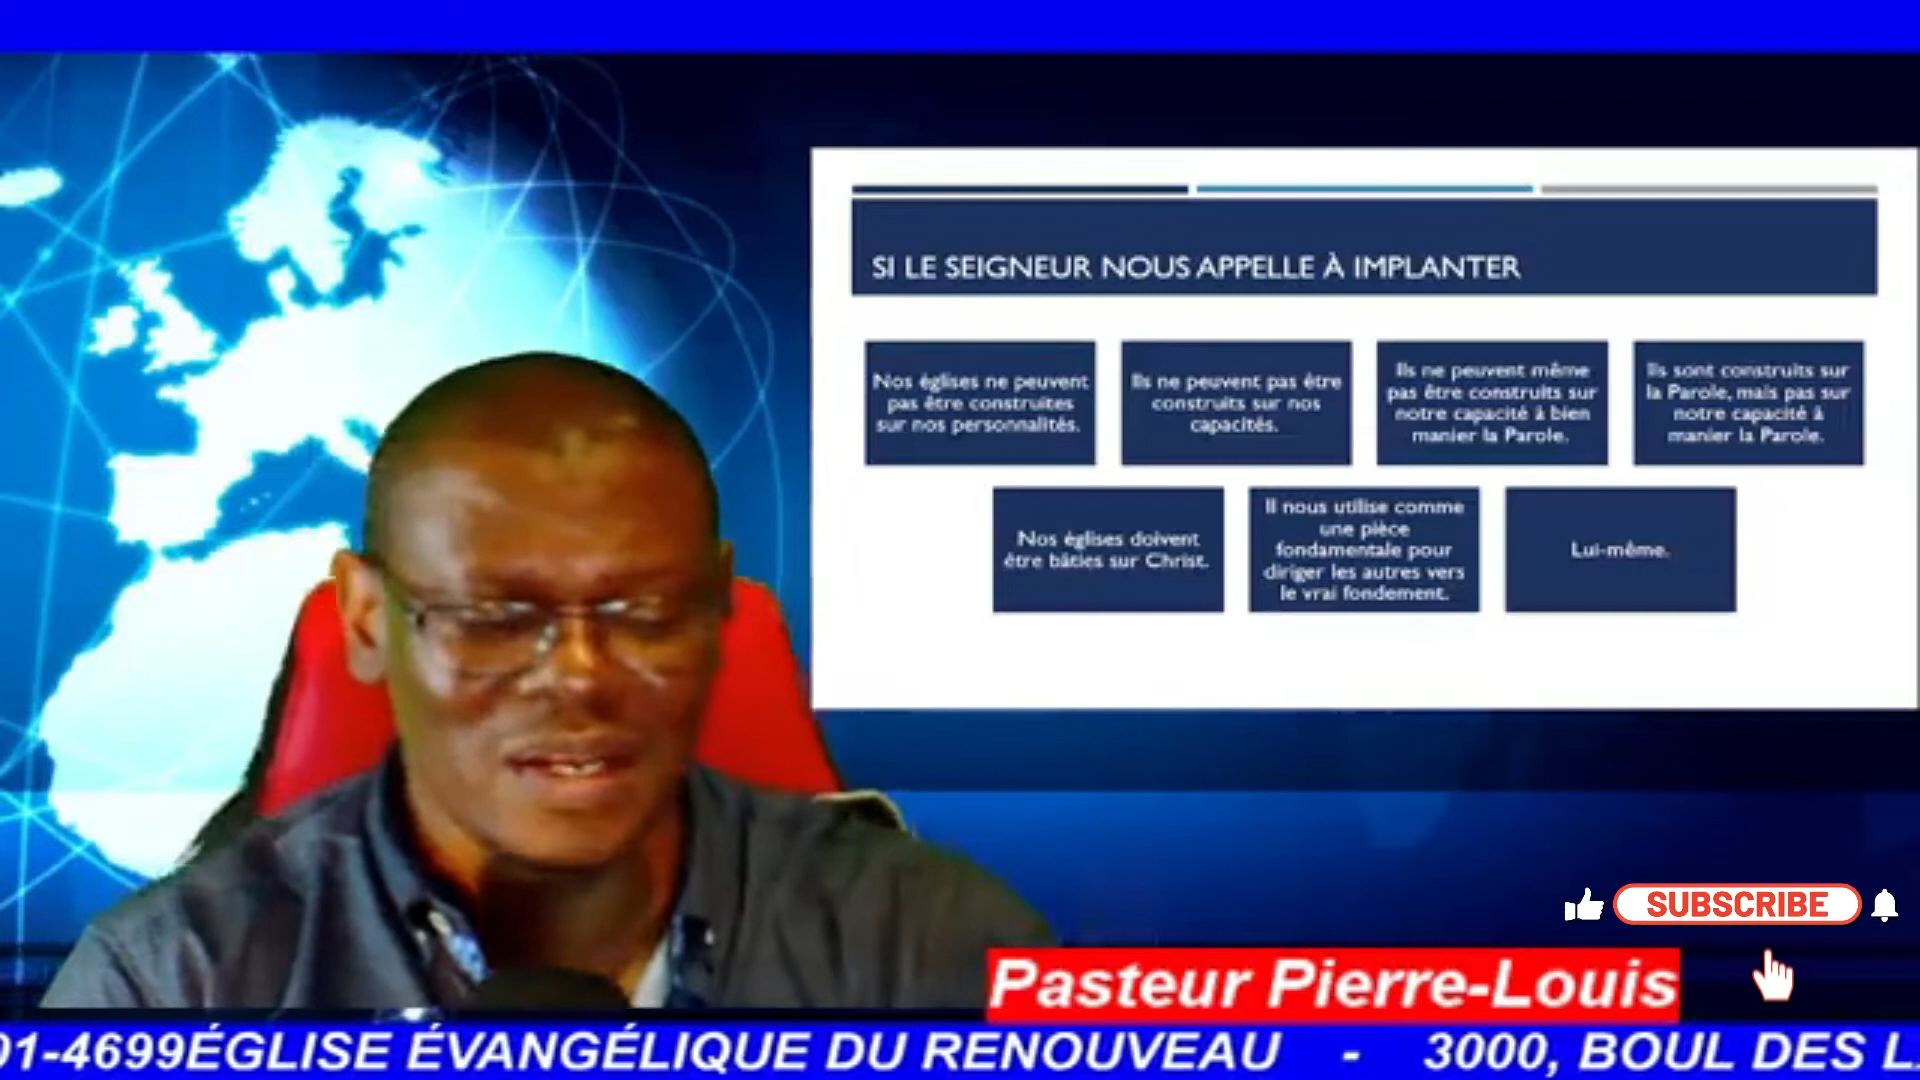 SI LE SEIGNEUR NOUS APPELLE À IMPLANTER
Nos églises ne peuvent
pas être construites
sur nos personnalités.
Ils ne peuvent pas être
construits sur nos
capacités.
Ils ne peuvent même
pas être construits sur
notre capacité à bien
manier la Parole.
Ils sont construits sur
la Parole, mais pas sur
notre capacité à
manier la Parole.
Nos églises doivent
être bâties sur Christ.
Il nous utilise comme
une pièce
fondamentale pour
diriger les autres vers
le vrai fondement.
Lui-même.
SUBSCRIBE
Pasteur Pierre-Louis
01-4699ÉGLISE ÉVANGÉLIQUE DU RENOUVEAU - 3000, BOUL DES